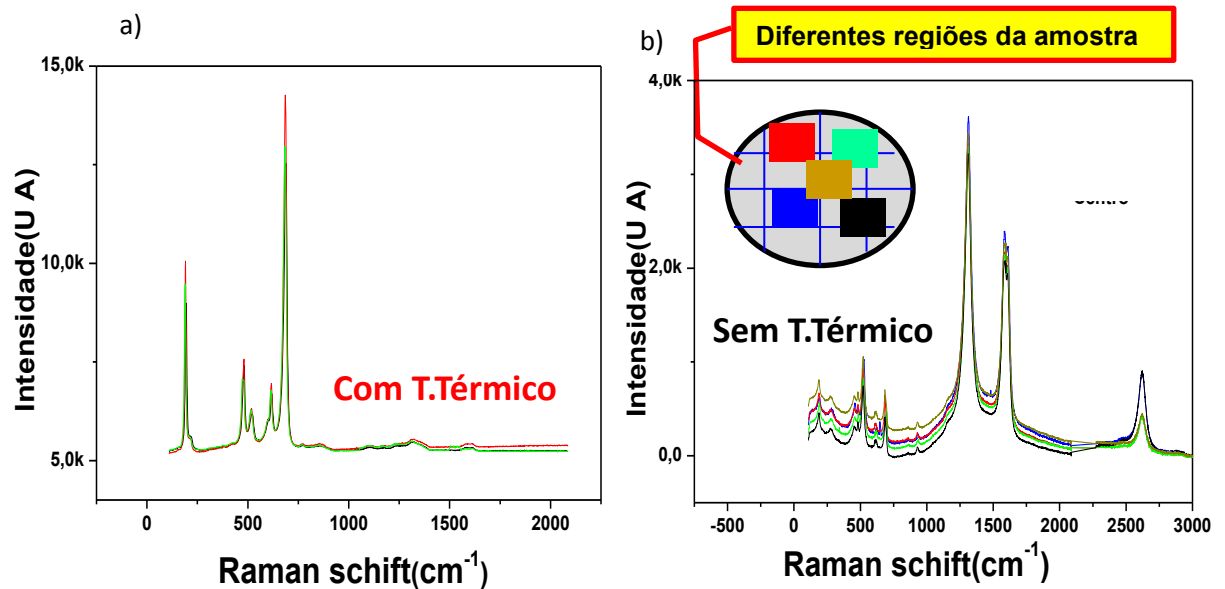 a)
15,0k
10,0k
5,0k
Intensidade(U A)
Com T.Térmico
0
500
1000
1500
2000
Raman schift(cm-1)
b)
Diferentes regiões da amostra
4,0k
2,0k
0,0
Intensidade(U A)
Sem T.Térmico
-500
0
500
1000
1500
2000
2500
3000
Raman schift(cm-1)